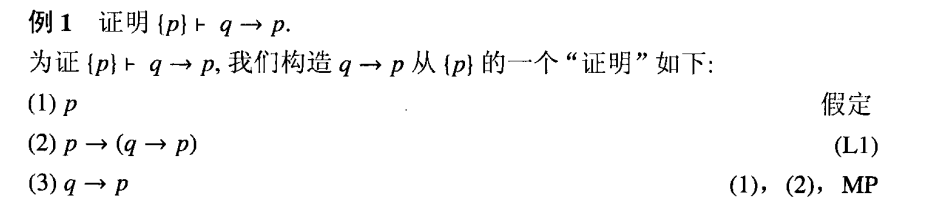 例1 证明 {p} ⊢ q → p.
为证 {p} ⊢ q → p, 我们构造 q → p 从 {p} 的一个“证明”如下:
(1) p 假定
(2) p → (q → p) (L1)
(3) q → p (1), (2), MP